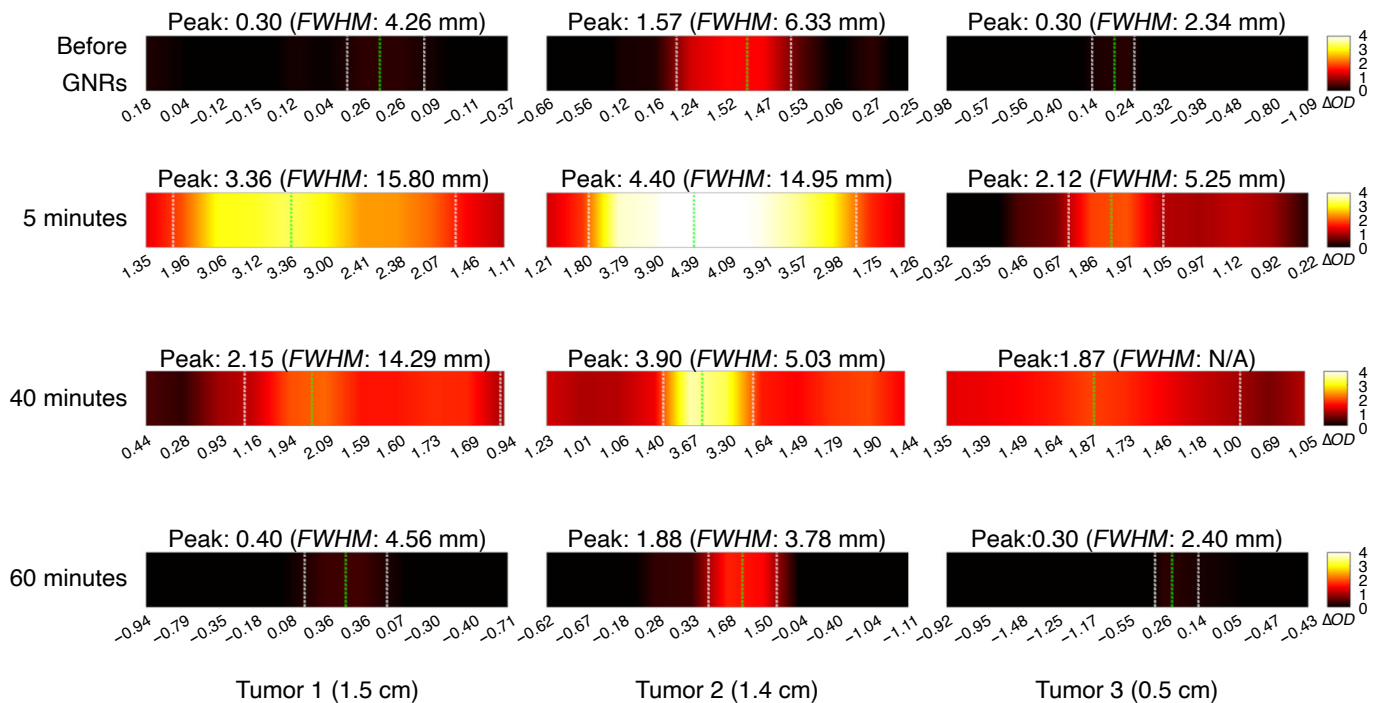 Peak: 0.30 (FWHM: 4.26 mm) Peak: 1.57 (FWHM: 6.33 mm) Peak: 0.30 (FWHM: 2.34 mm)
Before
GNRs
4
3
2
1
0
ΔOD
0.18 0.04 −0.12 −0.15 0.12 0.04 0.26 0.26 0.09 −0.11 −0.37
−0.66 −0.56 0.12 0.16 1.24 1.52 1.47 0.53 −0.06 0.27 −0.25
−0.98 −0.57 −0.56 −0.40 0.14 0.24 −0.32 −0.38 −0.48 −0.80 −1.09
Peak: 3.36 (FWHM: 15.80 mm) Peak: 4.40 (FWHM: 14.95 mm) Peak: 2.12 (FWHM: 5.25 mm)
5 minutes
4
3
2
1
0
ΔOD
1.35 1.96 3.06 3.12 3.36 3.00 2.41 2.38 2.07 1.46 1.11
1.21 1.80 3.79 3.90 4.39 4.09 3.91 3.57 2.98 1.75 1.26
−0.32 −0.35 0.46 0.67 1.86 1.97 1.05 0.97 1.12 0.92 0.22
Peak: 2.15 (FWHM: 14.29 mm) Peak: 3.90 (FWHM: 5.03 mm) Peak:1.87 (FWHM: N/A)
40 minutes
4
3
2
1
0
ΔOD
0.44 0.28 0.93 1.16 1.94 2.09 1.59 1.60 1.73 1.69 0.94
1.23 1.01 1.06 1.40 3.67 3.30 1.64 1.49 1.79 1.90 1.44
1.35 1.39 1.49 1.64 1.87 1.73 1.46 1.18 1.00 0.69 1.05
Peak: 0.40 (FWHM: 4.56 mm) Peak: 1.88 (FWHM: 3.78 mm) Peak:0.30 (FWHM: 2.40 mm)
60 minutes
4
3
2
1
0
ΔOD
−0.94 −0.79 −0.35 −0.18 0.08 0.36 0.36 0.07 −0.30 −0.40 −0.71
−0.62 −0.67 −0.18 0.28 0.33 1.68 1.50 −0.04 −0.40 −1.04 −1.11
−0.92 −0.95 −1.48 −1.25 −1.17 −0.55 0.26 0.14 0.05 −0.47 −0.43
Tumor 1 (1.5 cm) Tumor 2 (1.4 cm) Tumor 3 (0.5 cm)